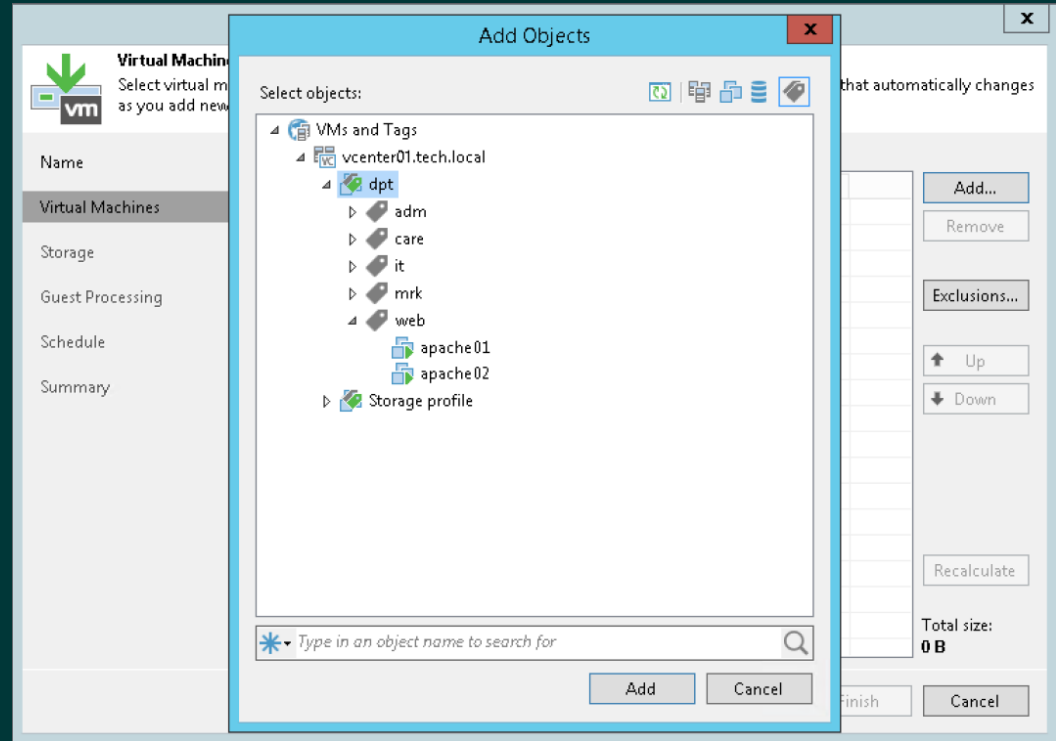 Add Objects
x
x
Virtual Machin
Select virtual m
that automatically changes
as you add new
vm
Select objects:
VMs and Tags
VC vcenter01.tech.local
dpt
adm
care
it
mrk
web
apache01
apache02
Storage profile
Type in an object name to search for
Add
Cancel
Name
Virtual Machines
Storage
Guest Processing
Schedule
Summary
Add...
Remove
Exclusions...
Up
Down
Recalculate
Total size:
0 B
Finish
Cancel